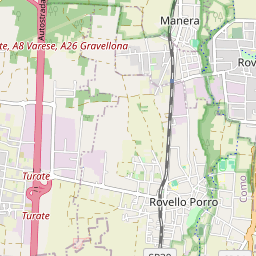 Manera
Autostrada
te, A8 Varese, A26 Gravellona
Rov
Turate
Rovello Porro
Como
Turate
SP30